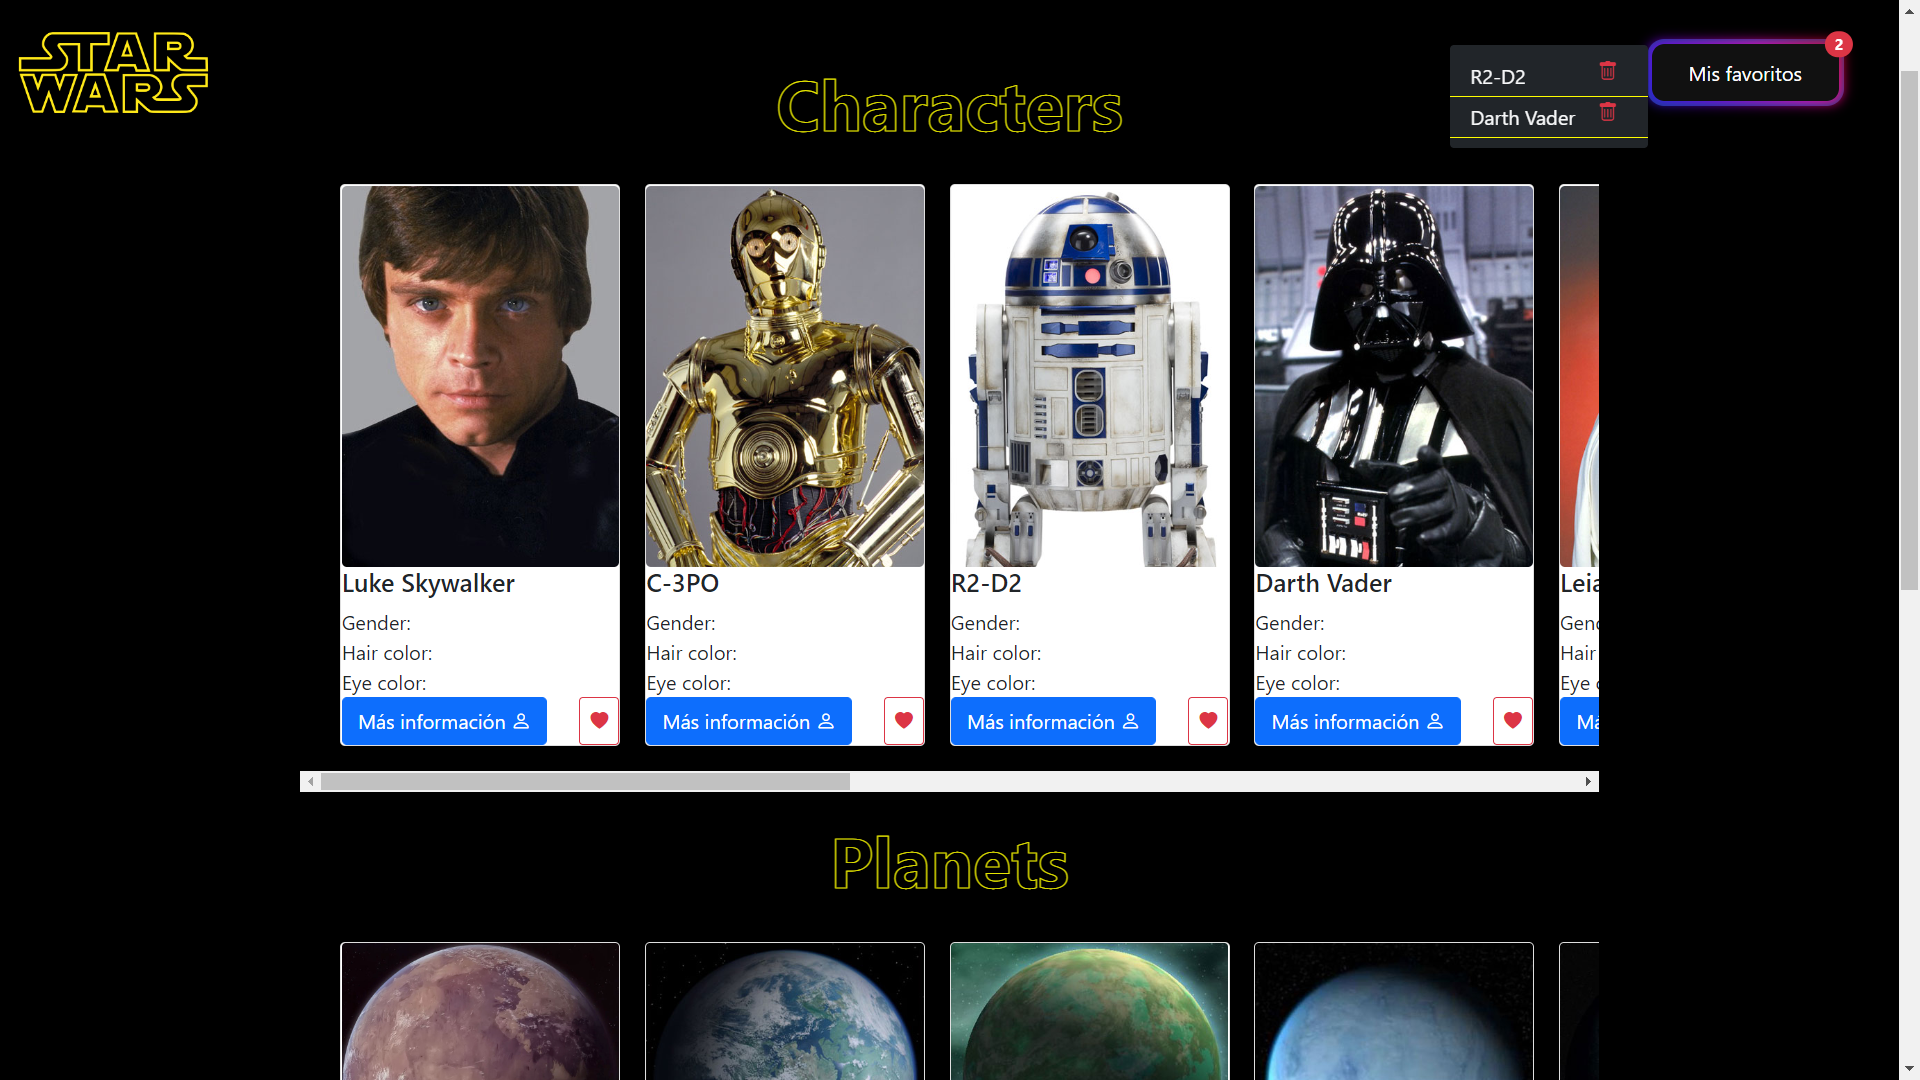 STAR
WARS
Characters
R2-D2
Darth Vader
Mis favoritos
2
Luke Skywalker
Gender:
Hair color:
Eye color:
Más información
C-3PO
Gender:
Hair color:
Eye color:
Más información
R2-D2
Gender:
Hair color:
Eye color:
Más información
Darth Vader
Gender:
Hair color:
Eye color:
Más información
Leia
Hair
Eye
Planets